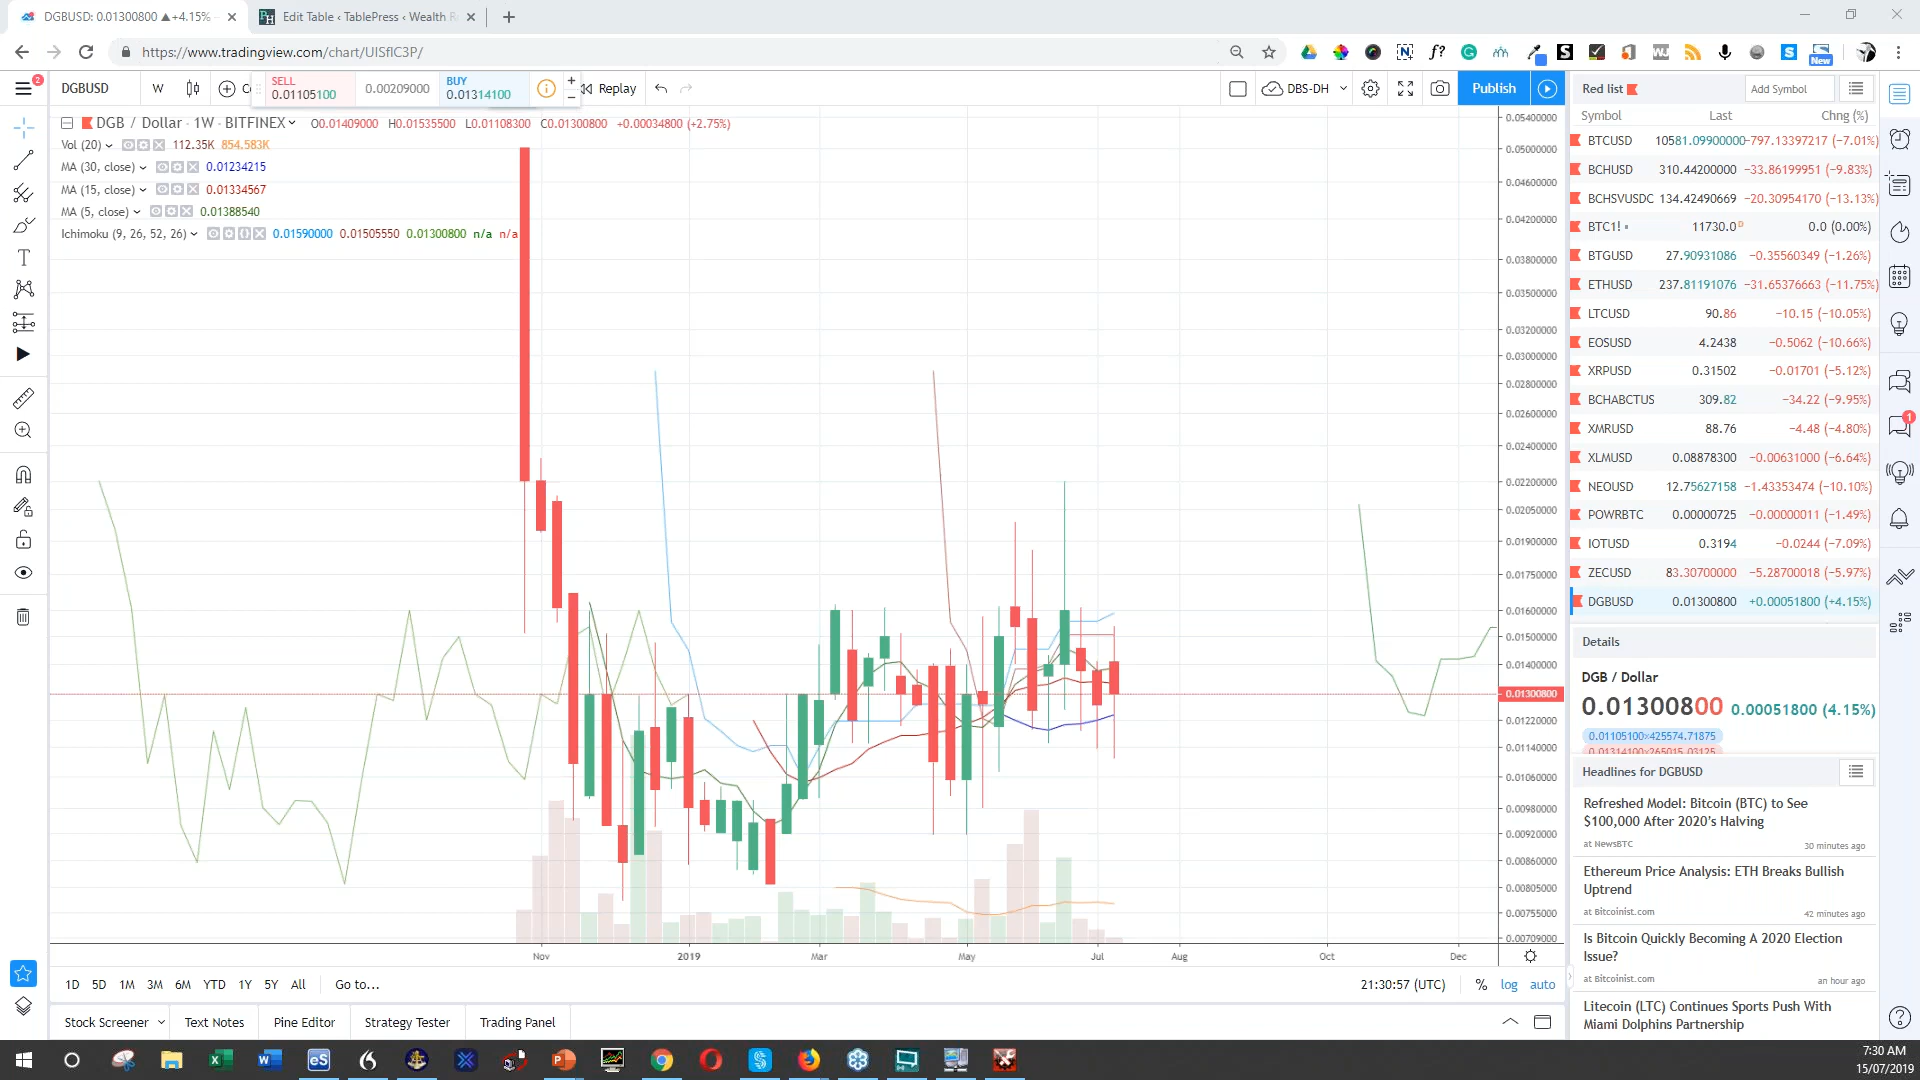 DGBUSD: 0.01300800 ▲+4.15%
Edit Table ‹ TablePress ‹ Wealth R
https://www.tradingview.com/chart/UISflC3P/
New
2
DGBUSD
W
SELL
0.01105100
0.00209000
BUY
0.01314100
Replay
DBS-DH
Publish
DGB / Dollar · 1W · BITFINEX
O0.01409000 H0.01535500 L0.01108300 C0.01300800 +0.00034800 (+2.75%)
Vol (20) 112.35K 854.583K
MA (30, close) 0.01234215
MA (15, close) 0.01334567
MA (5, close) 0.01388540
Ichimoku (9, 26, 52, 26) 0.01590000 0.01505550 0.01300800 n/a n/a
0.05400000
0.05000000
0.04600000
0.04200000
0.03800000
0.03500000
0.03200000
0.03000000
0.02800000
0.02600000
0.02400000
0.02200000
0.02050000
0.01900000
0.01750000
0.01600000
0.01500000
0.01400000
0.01300800
0.01220000
0.01140000
0.01060000
0.00980000
0.00920000
0.00860000
0.00805000
0.00755000
0.00709000
Nov 2019 Mar May Jul Aug Oct Dec
1D 5D 1M 3M 6M YTD 1Y 5Y All Go to...
21:30:57 (UTC) % log auto
Stock Screener Text Notes Pine Editor Strategy Tester Trading Panel
Red list
Add Symbol
Symbol Last Chng (%)
BTCUSD 10581.09900000 -797.13397217 (-7.01%)
BCHUSD 310.44200000 -33.86199951 (-9.83%)
BCHSVUSDC 134.42490669 -20.30954170 (-13.13%)
BTC1! 11730.0 D 0.0 (0.00%)
BTGUSD 27.90931086 -0.35560349 (-1.26%)
ETHUSD 237.81191076 -31.65376663 (-11.75%)
LTCUSD 90.86 -10.15 (-10.05%)
EOSUSD 4.2438 -0.5062 (-10.66%)
XRPUSD 0.31502 -0.01701 (-5.12%)
BCHABCTUS 309.82 -34.22 (-9.95%)
XMRUSD 88.76 -4.48 (-4.80%)
XLMUSD 0.08878300 -0.00631000 (-6.64%)
NEOUSD 12.75627158 -1.43353474 (-10.10%)
POWRBTC 0.00000725 -0.00000011 (-1.49%)
IOTUSD 0.3194 -0.0244 (-7.09%)
ZECUSD 83.30700000 -5.28700018 (-5.97%)
DGBUSD 0.01300800 +0.00051800 (+4.15%)
Details
DGB / Dollar
0.01300800 0.00051800 (4.15%)
0.01105100×425574.71875
0.01314100×265015.03125
Headlines for DGBUSD
Refreshed Model: Bitcoin (BTC) to See
$100,000 After 2020's Halving
at NewsBTC 30 minutes ago
Ethereum Price Analysis: ETH Breaks Bullish
Uptrend
at Bitcoinist.com 42 minutes ago
Is Bitcoin Quickly Becoming A 2020 Election
Issue?
at Bitcoinist.com an hour ago
Litecoin (LTC) Continues Sports Push With
Miami Dolphins Partnership
1
7:30 AM
15/07/2019